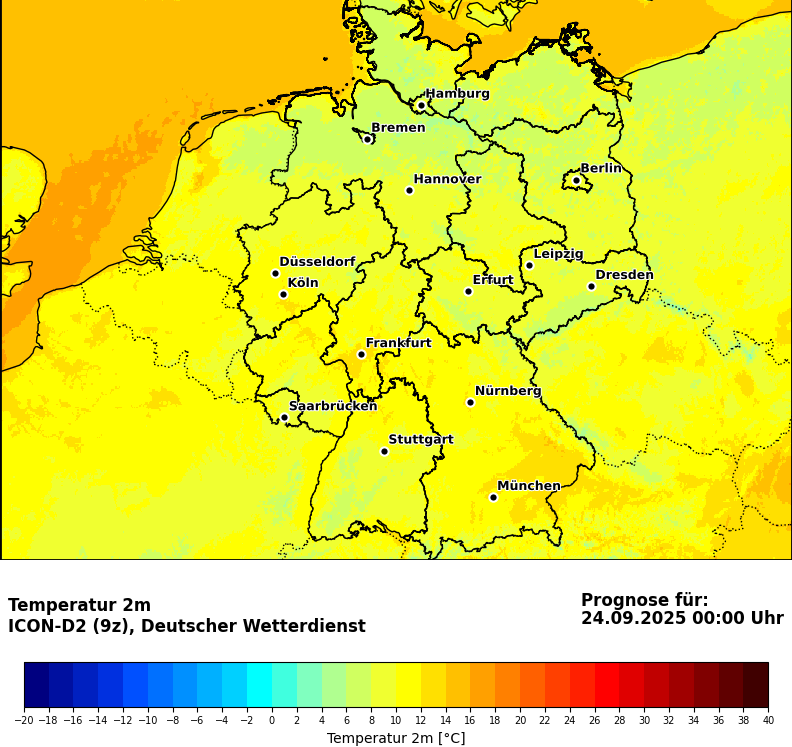 Hamburg
Bremen
Berlin
Hannover
Leipzig
Düsseldorf
Dresden
Köln
Erfurt
Frankfurt
Nürnberg
Saarbrücken
Stuttgart
München
Temperatur 2m
ICON-D2 (9z), Deutscher Wetterdienst
Prognose für:
24.09.2025 00:00 Uhr
−20 −18 −16 −14 −12 −10 −8 −6 −4 −2 0 2 4 6 8 10 12 14 16 18 20 22 24 26 28 30 32 34 36 38 40
Temperatur 2m [°C]